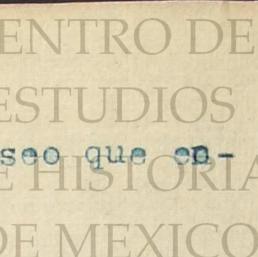 ENTRO DE
ESTUDIOS
seo que en-
E HISTORIA
DE MEXICO